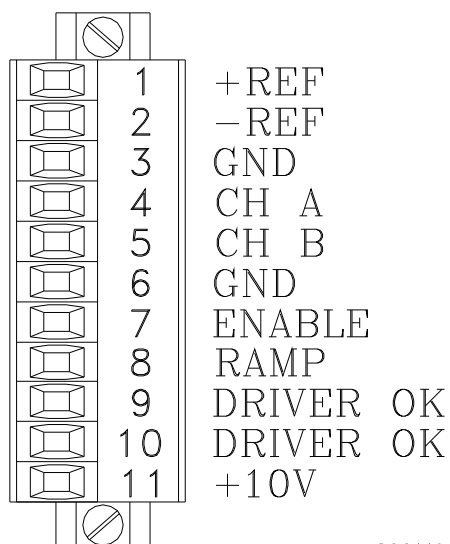 1 +REF
2 -REF
3 GND
4 CH A
5 CH B
6 GND
7 ENABLE
8 RAMP
9 DRIVER OK
10 DRIVER OK
11 +10V